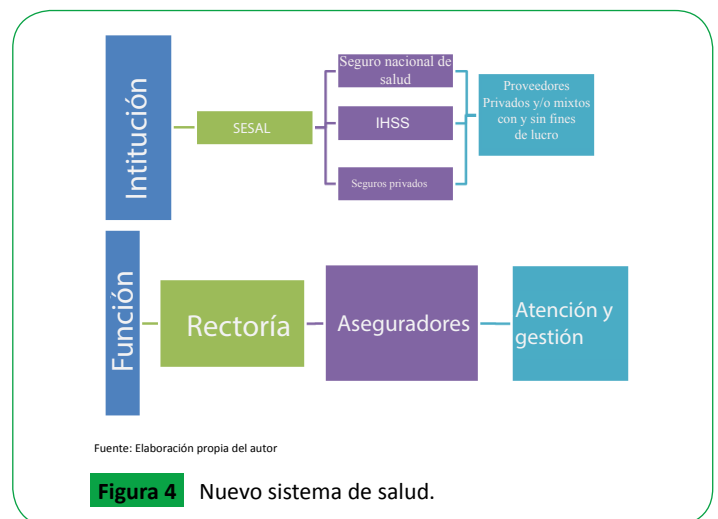 Intitución
SESAL
Seguro nacional de
salud
IHSS
Seguros privados
Proveedores
Privados y/o mixtos
con y sin fines
de lucro
Función
Rectoría
Aseguradores
Atención y
gestión
Fuente: Elaboración propia del autor
Figura 4 Nuevo sistema de salud.